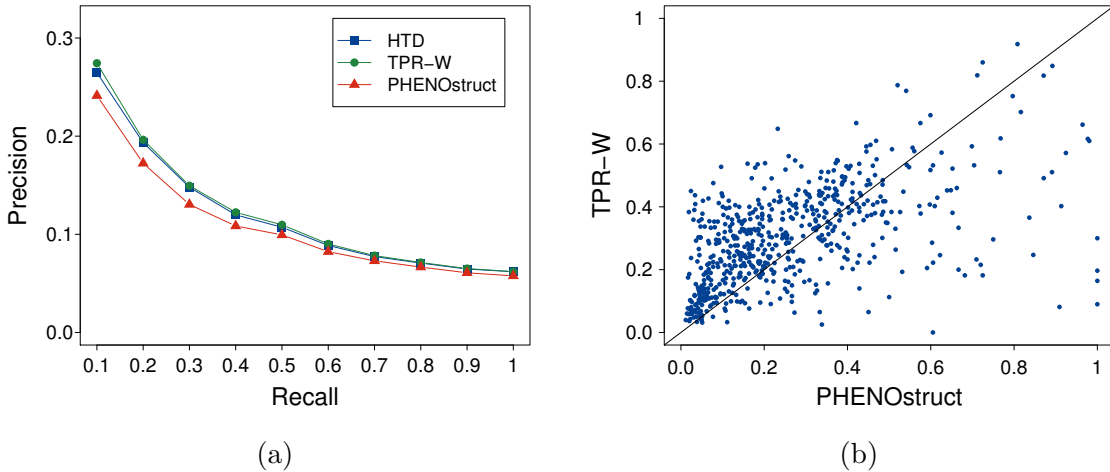 HTD
TPR−W
PHENOstruct
Precision
0.3
0.2
0.1
0.0
0.1 0.2 0.3 0.4 0.5 0.6 0.7 0.8 0.9 1
Recall
(a)
TPR−W
1
0.8
0.6
0.4
0.2
0.0
0.0 0.2 0.4 0.6 0.8 1
PHENOstruct
(b)